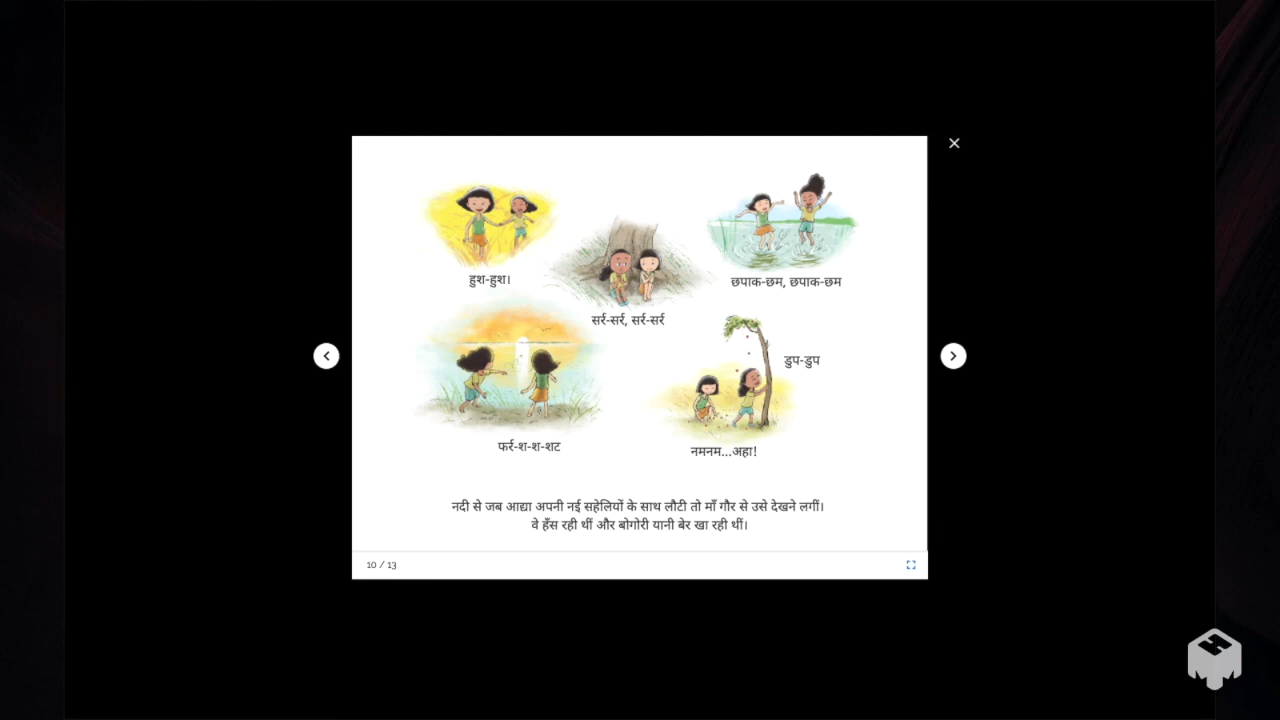 हुश-हुश।
सर्र-सर्र, सर्र-सर्र
छपाक-छम, छपाक-छम
फर्र-श-श-शट
डुप-डुप
नमनम...अहा!
नदी से जब आद्या अपनी नई सहेलियों के साथ लौटी तो माँ गौर से उसे देखने लगीं।
वे हँस रही थीं और बोगोरी यानी बेर खा रही थीं।
10 / 13